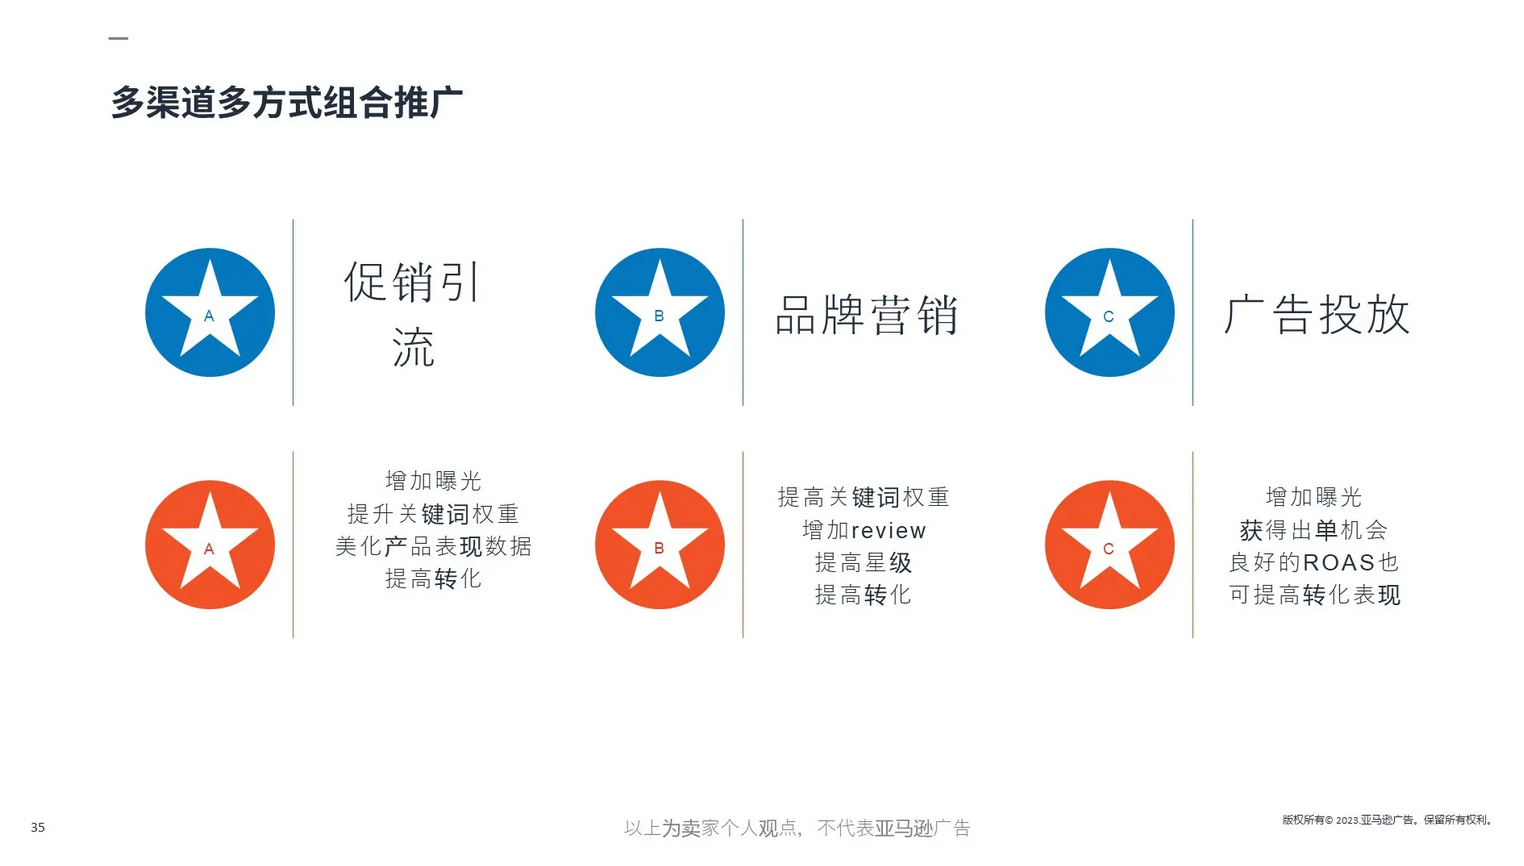 多渠道多方式组合推广
A
促销引
流
B
品牌营销
C
广告投放
A
增加曝光
提升关键词权重
美化产品表现数据
提高转化
B
提高关键词权重
增加review
提高星级
提高转化
C
增加曝光
获得出单机会
良好的ROAS也
可提高转化表现
35
以上为卖家个人观点，不代表亚马逊广告
版权所有© 2023.亚马逊广告。保留所有权利。